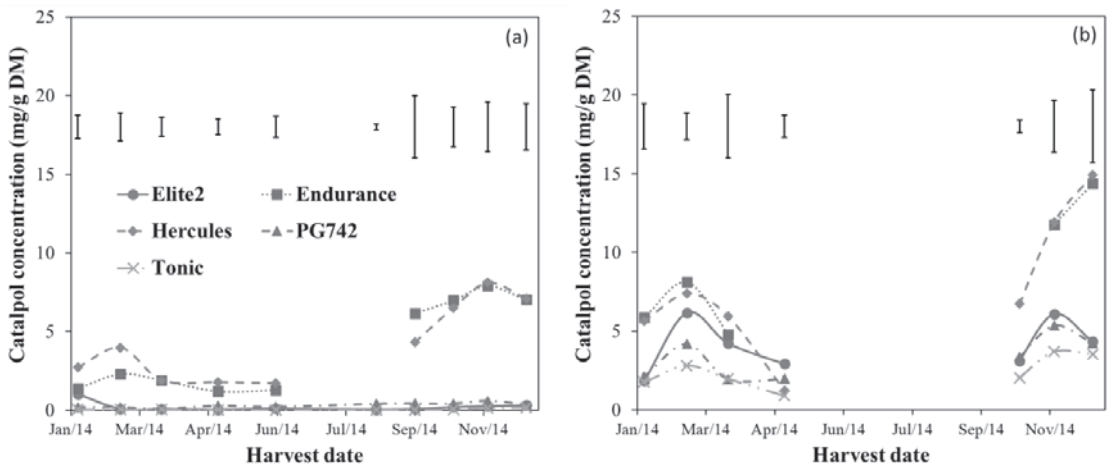 (a)
Catalpol concentration (mg/g DM)
25
20
15
10
5
0
Elite2
Endurance
Hercules
PG742
Tonic
Jan/14 Mar/14 Apr/14 Jun/14 Jul/14 Sep/14 Nov/14
Harvest date
(b)
Catalpol concentration (mg/g DM)
25
20
15
10
5
0
Jan/14 Mar/14 Apr/14 Jun/14 Jul/14 Sep/14 Nov/14
Harvest date